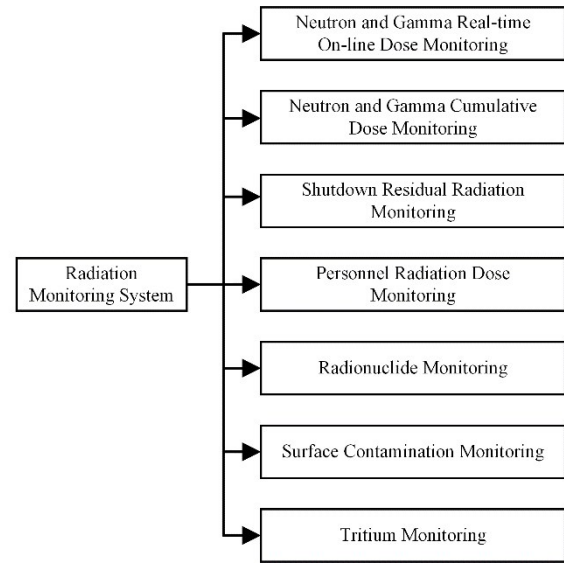 Neutron and Gamma Real-time
On-line Dose Monitoring
Neutron and Gamma Cumulative
Dose Monitoring
Shutdown Residual Radiation
Monitoring
Radiation
Monitoring System
Personnel Radiation Dose
Monitoring
Radionuclide Monitoring
Surface Contamination Monitoring
Tritium Monitoring